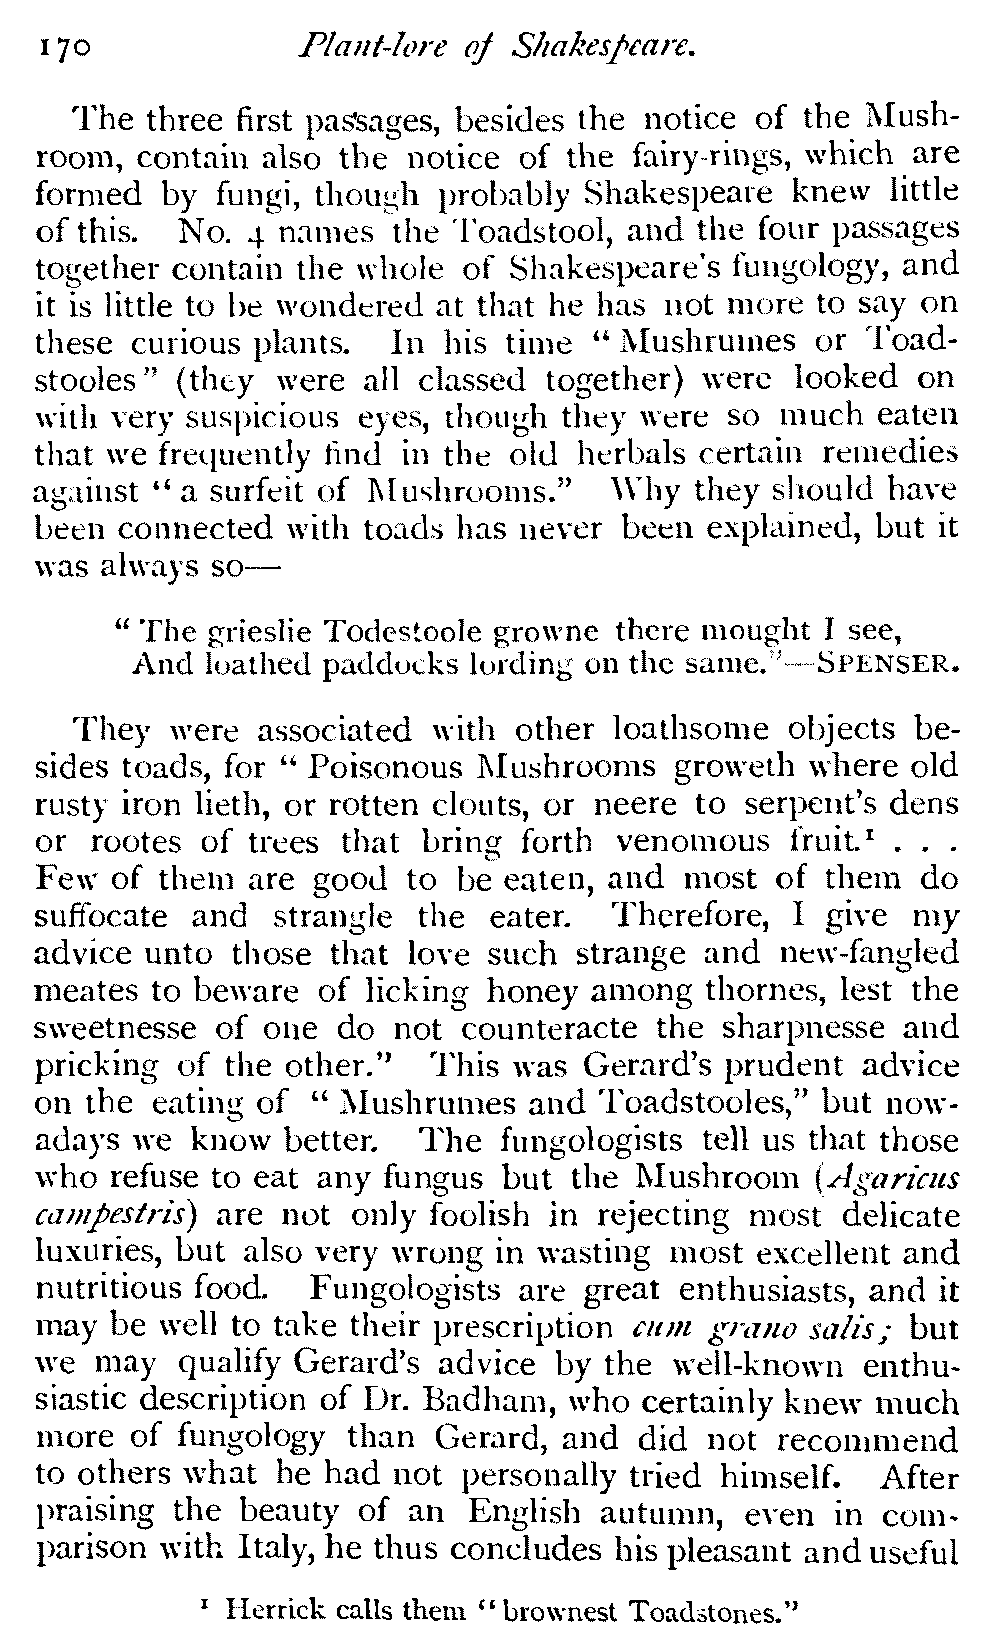 170 Plant-lore of Shakespeare.
The three first passages, besides the notice of the Mush-
room, contain also the notice of the fairy-rings, which are
formed by fungi, though probably Shakespeare knew little
of this. No. 4 names the Toadstool, and the four passages
together contain the whole of Shakespeare's fungology, and
it is little to be wondered at that he has not more to say on
these curious plants. In his time “Mushrumes or Toad-
stooles” (they were all classed together) were looked on
with very suspicious eyes, though they were so much eaten
that we frequently find in the old herbals certain remedies
against “a surfeit of Mushrooms.” Why they should have
been connected with toads has never been explained, but it
was always so—
“The grieslie Todestoole growne there mought I see,
And loathed paddocks lording on the same.”—SPENSER.
They were associated with other loathsome objects be-
sides toads, for “Poisonous Mushrooms groweth where old
rusty iron lieth, or rotten clouts, or neere to serpent's dens
or rootes of trees that bring forth venomous fruit.¹ . . .
Few of them are good to be eaten, and most of them do
suffocate and strangle the eater. Therefore, I give my
advice unto those that love such strange and new-fangled
meates to beware of licking honey among thornes, lest the
sweetnesse of one do not counteracte the sharpnesse and
pricking of the other.” This was Gerard's prudent advice
on the eating of “Mushrumes and Toadstooles,” but now-
adays we know better. The fungologists tell us that those
who refuse to eat any fungus but the Mushroom (Agaricus
campestris) are not only foolish in rejecting most delicate
luxuries, but also very wrong in wasting most excellent and
nutritious food. Fungologists are great enthusiasts, and it
may be well to take their prescription cum grano salis; but
we may qualify Gerard's advice by the well-known enthu-
siastic description of Dr. Badham, who certainly knew much
more of fungology than Gerard, and did not recommend
to others what he had not personally tried himself. After
praising the beauty of an English autumn, even in com-
parison with Italy, he thus concludes his pleasant and useful
¹ Herrick calls them “brownest Toadstones.”